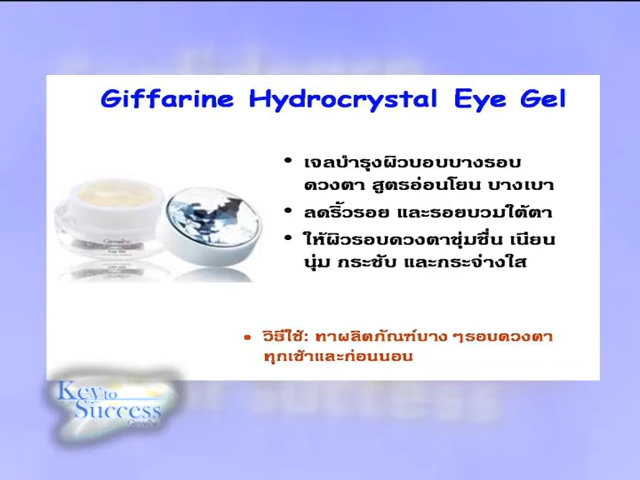 Giffarine Hydrocrystal Eye Gel
• เจลบำรุงผิวบอบบางรอบ
ดวงตา สูตรอ่อนโยน บางเบา
• ลดริ้วรอย และรอยบวมใต้ตา
• ให้ผิวรอบดวงตาชุ่มชื่น เนียน
นุ่ม กระชับ และกระจ่างใส
• วิธีใช้: ทาผลิตภัณฑ์บาง ๆรอบดวงตา
ทุกเช้าและก่อนนอน
Key to
Success